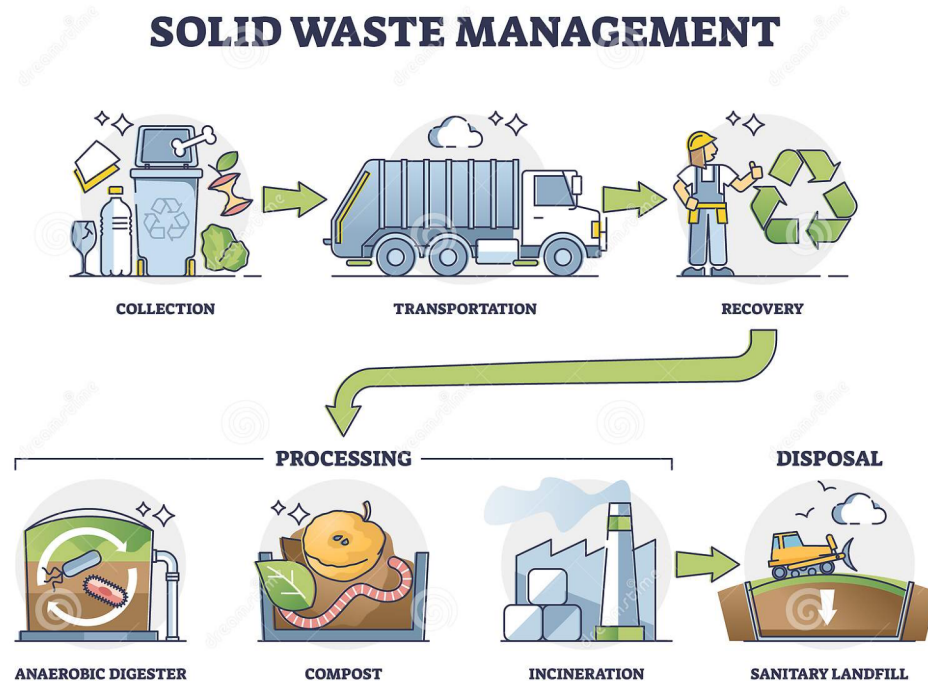 SOLID WASTE MANAGEMENT
COLLECTION
TRANSPORTATION
RECOVERY
PROCESSING
DISPOSAL
ANAEROBIC DIGESTER
COMPOST
INCINERATION
SANITARY LANDFILL